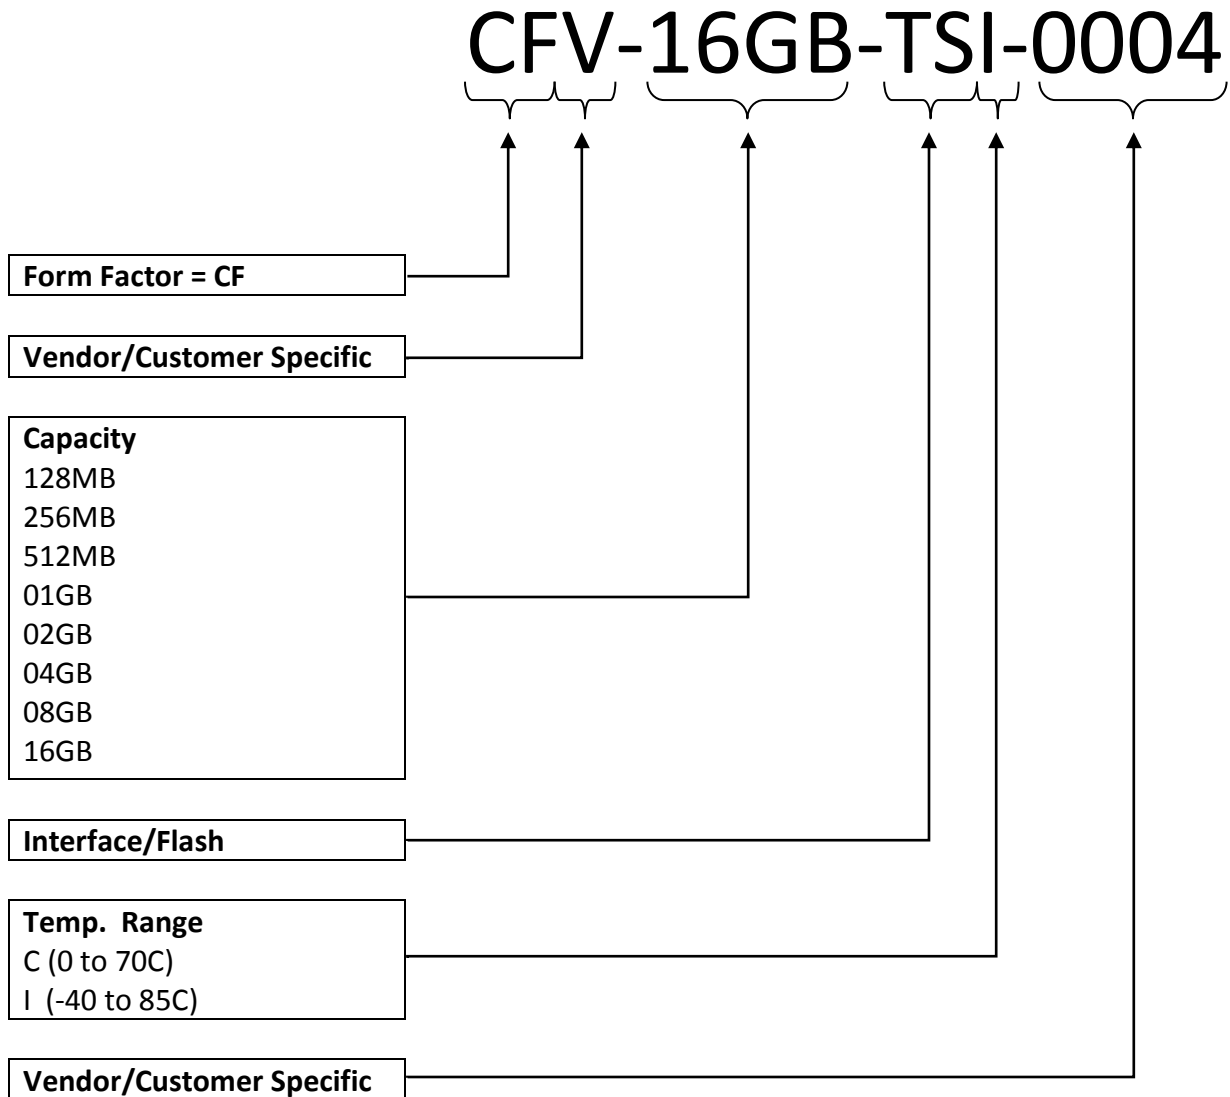 CFV-16GB-TSI-0004
Form Factor = CF
Vendor/Customer Specific
Capacity
128MB
256MB
512MB
01GB
02GB
04GB
08GB
16GB
Interface/Flash
Temp. Range
C (0 to 70C)
I (-40 to 85C)
Vendor/Customer Specific